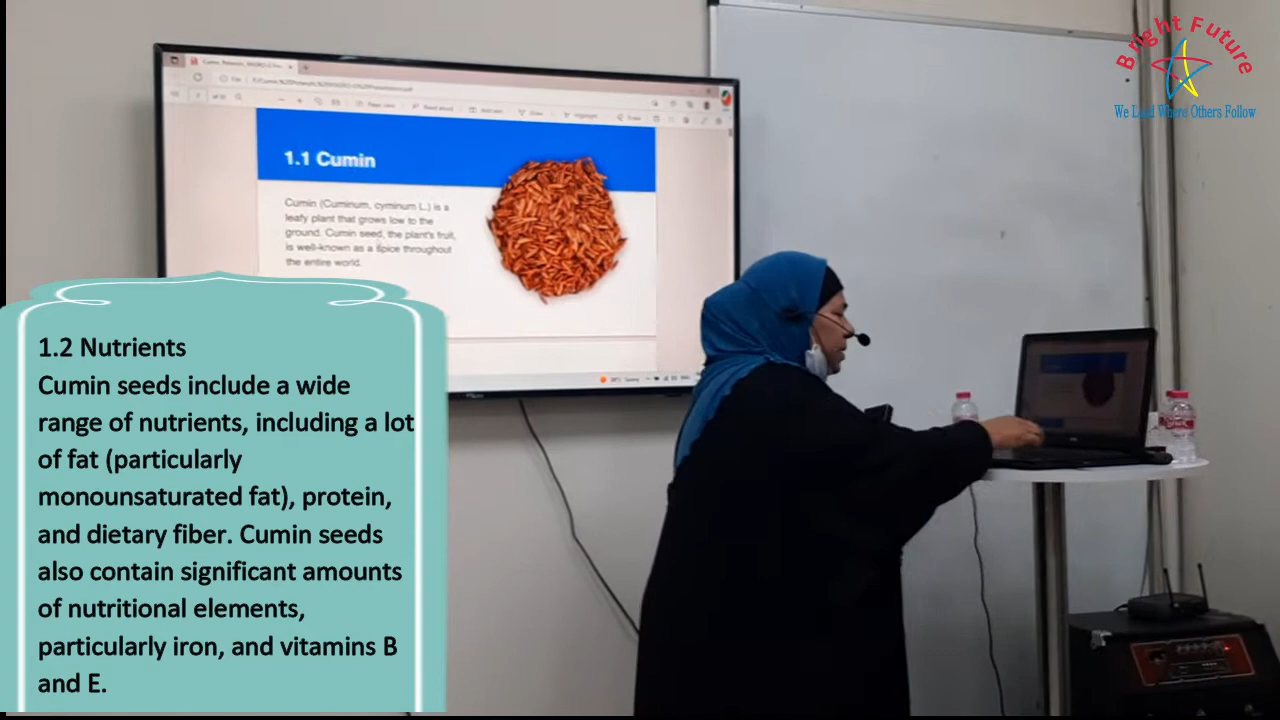 Bright Future
We Lead Where Others Follow
1.1 Cumin
Cumin (Cuminum, cyminum L.) is a
leafy plant that grows low to the
ground. Cumin seed, the plant's fruit,
is well-known as a spice throughout
the entire world.
1.2 Nutrients
Cumin seeds include a wide
range of nutrients, including a lot
of fat (particularly
monounsaturated fat), protein,
and dietary fiber. Cumin seeds
also contain significant amounts
of nutritional elements,
particularly iron, and vitamins B
and E.